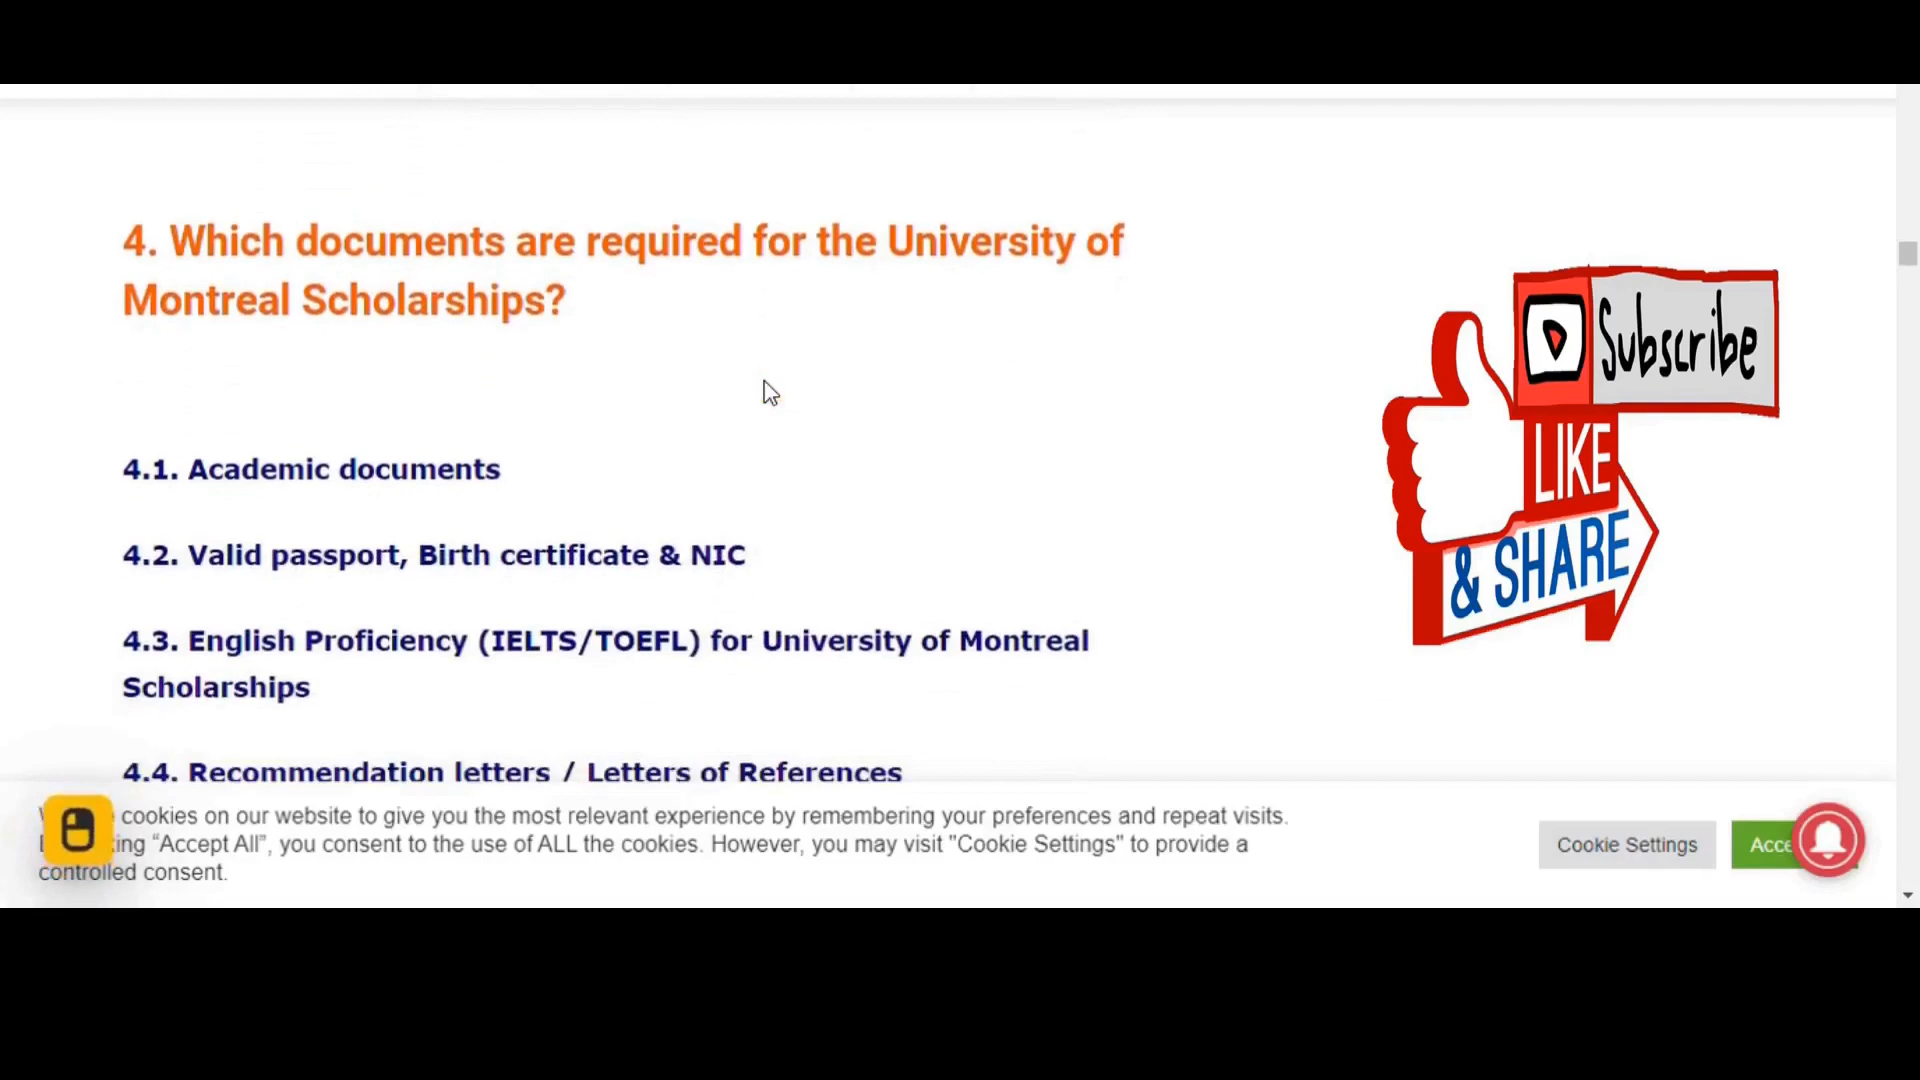 4. Which documents are required for the University of
Montreal Scholarships?
Subscribe
LIKE
& SHARE
4.1. Academic documents
4.2. Valid passport, Birth certificate & NIC
4.3. English Proficiency (IELTS/TOEFL) for University of Montreal
Scholarships
4.4. Recommendation letters / Letters of References
cookies on our website to give you the most relevant experience by remembering your preferences and repeat visits.
“Accept All”, you consent to the use of ALL the cookies. However, you may visit "Cookie Settings" to provide a
controlled consent.
Cookie Settings